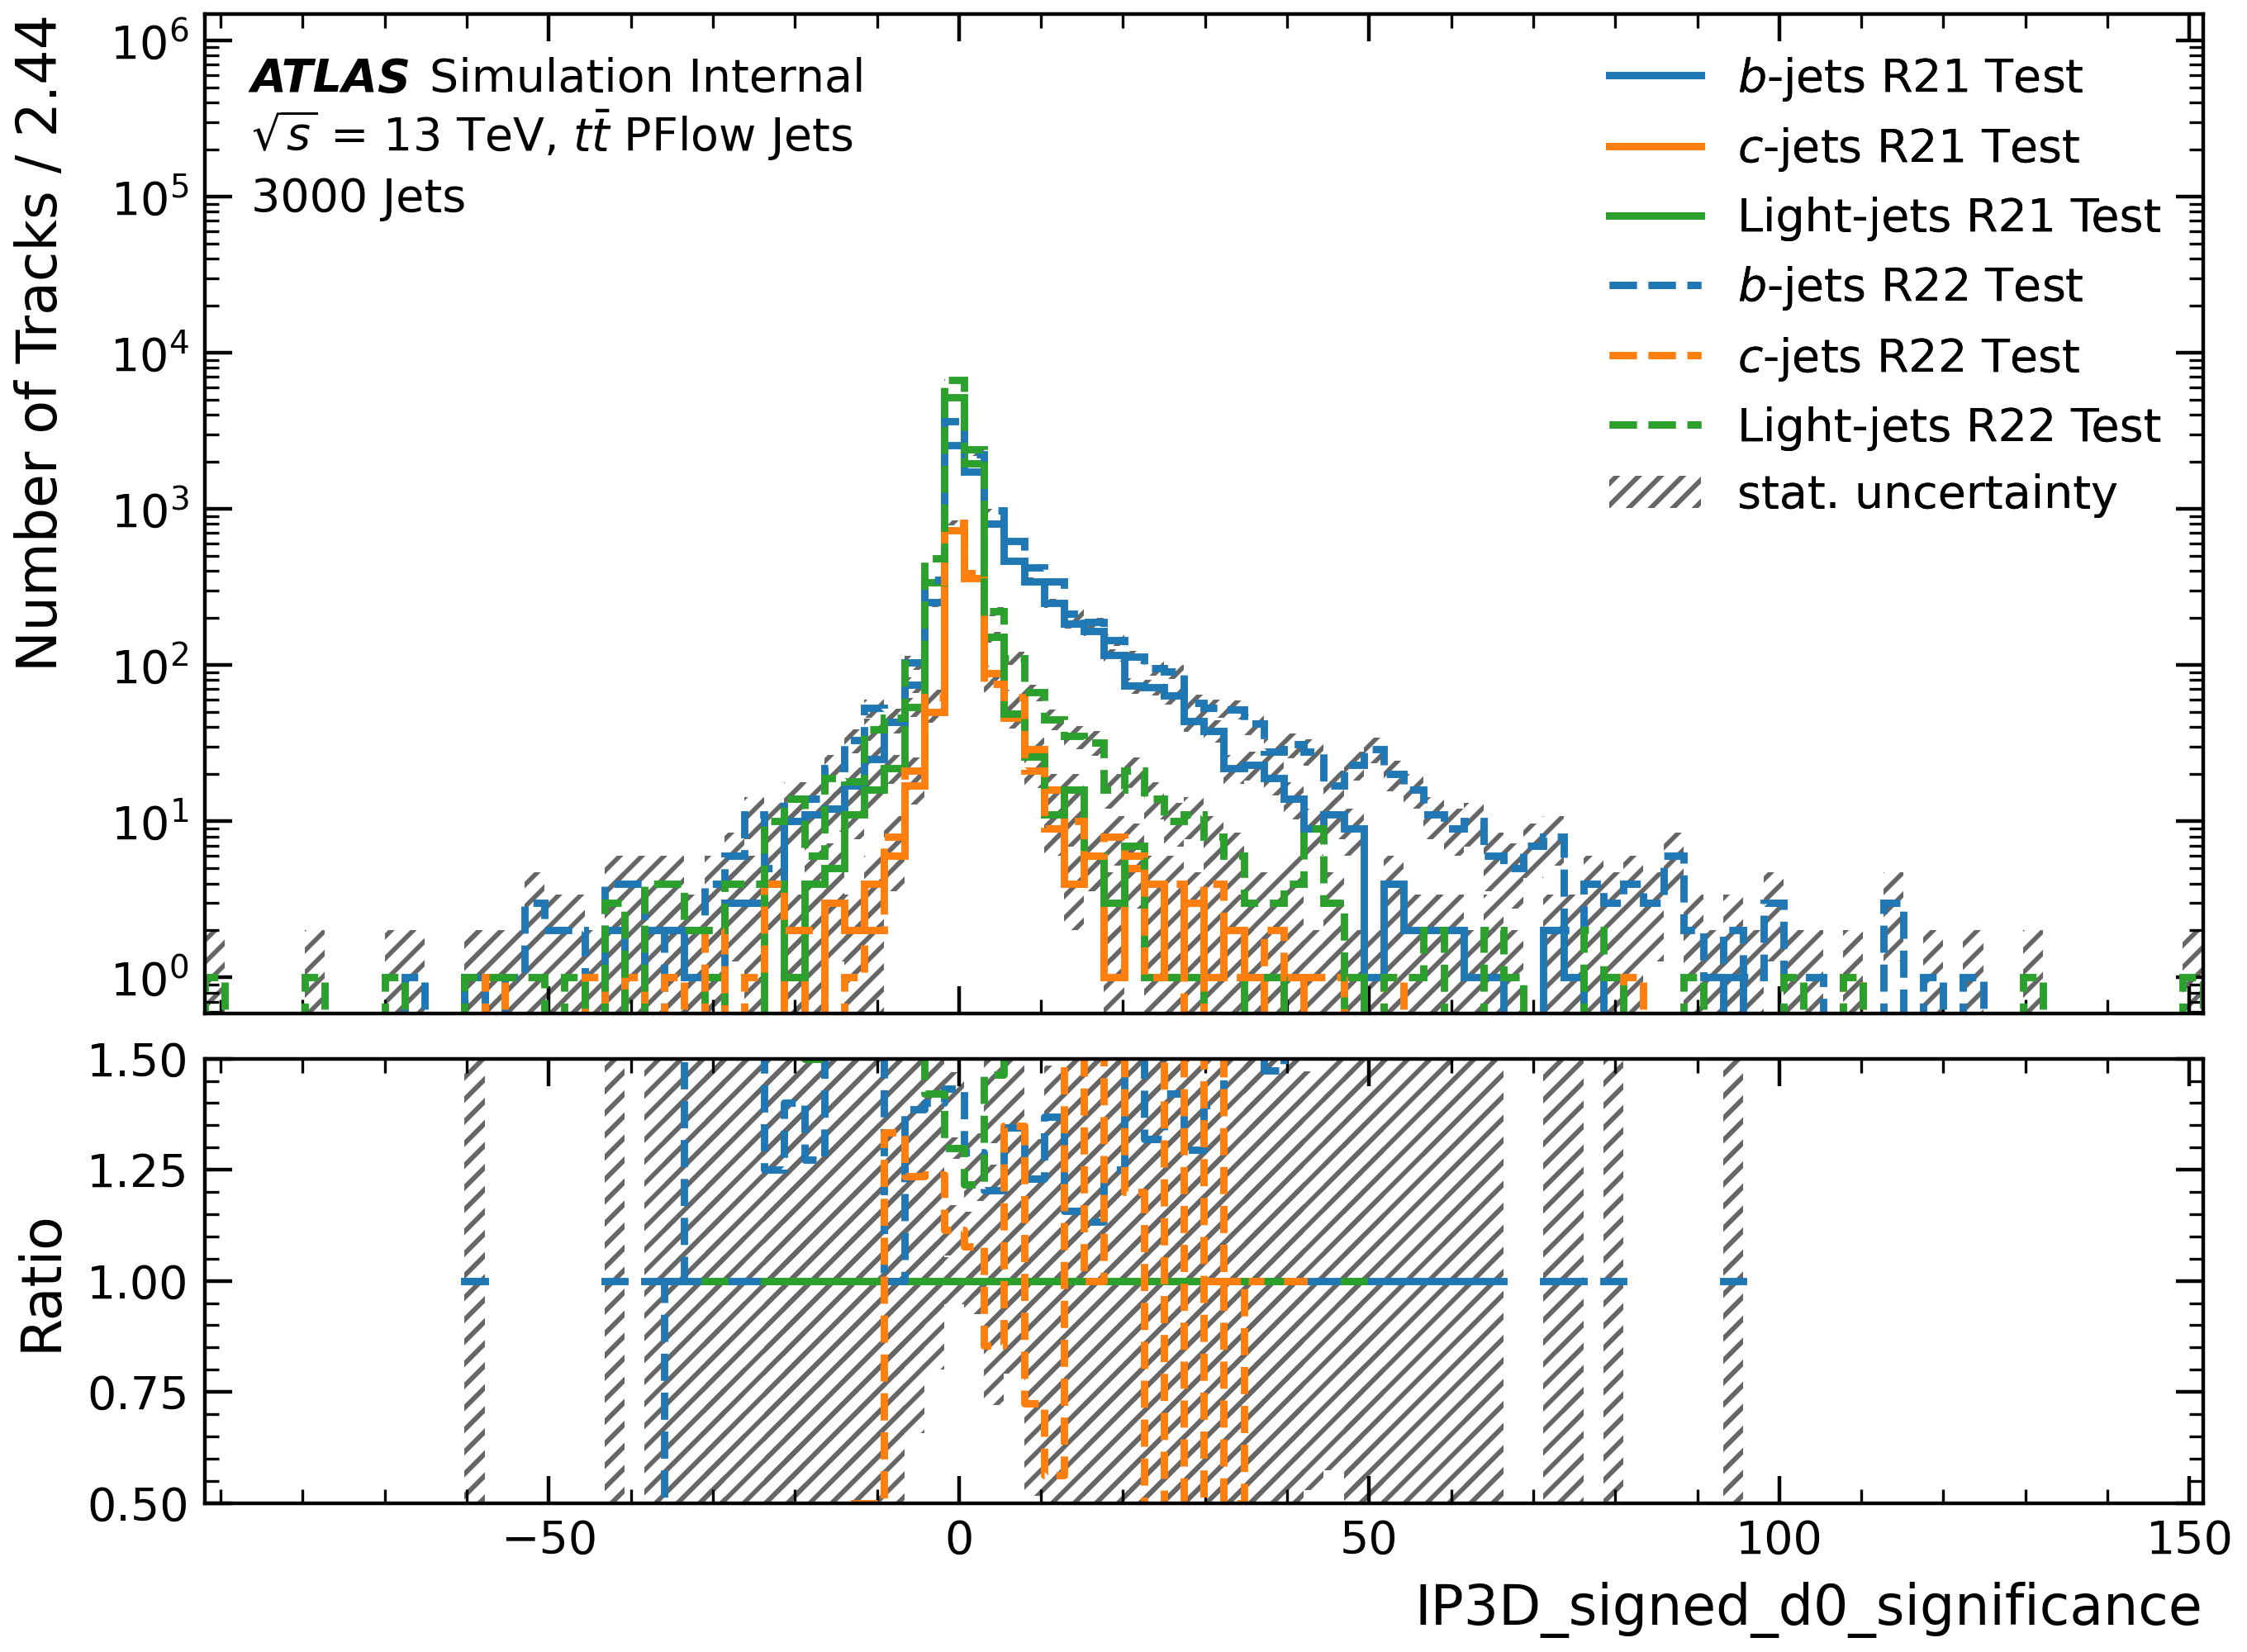 ATLAS Simulation Internal
√s = 13 TeV, tt̄ PFlow Jets
3000 Jets
b-jets R21 Test
c-jets R21 Test
Light-jets R21 Test
b-jets R22 Test
c-jets R22 Test
Light-jets R22 Test
stat. uncertainty
Number of Tracks / 2.44
10⁶
10⁵
10⁴
10³
10²
10¹
10⁰
Ratio
1.50
1.25
1.00
0.75
0.50
−50 0 50 100 150
IP3D_signed_d0_significance